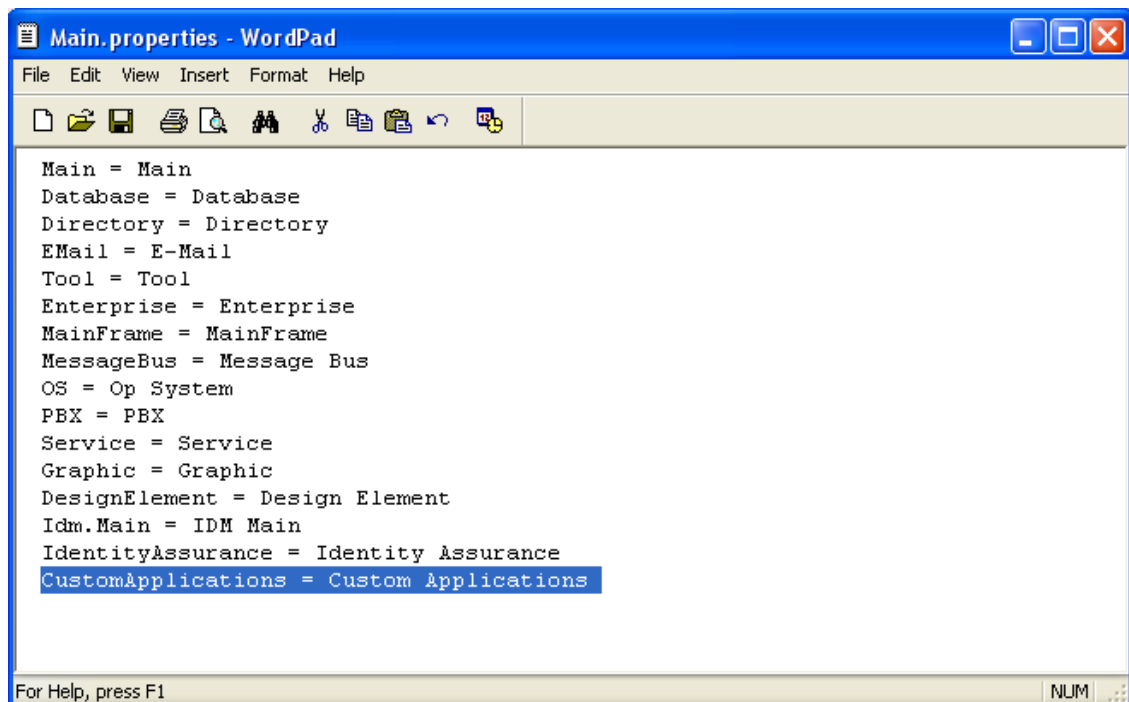 Main.properties - WordPad
File Edit View Insert Format Help
Main = Main
Database = Database
Directory = Directory
EMail = E-Mail
Tool = Tool
Enterprise = Enterprise
MainFrame = MainFrame
MessageBus = Message Bus
OS = Op System
PBX = PBX
Service = Service
Graphic = Graphic
DesignElement = Design Element
Idm.Main = IDM Main
IdentityAssurance = Identity Assurance
CustomApplications = Custom Applications
For Help, press F1 NUM